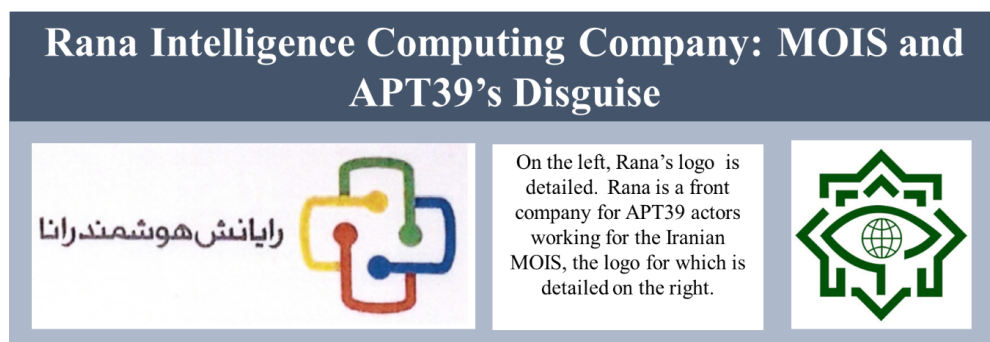 Rana Intelligence Computing Company: MOIS and
APT39’s Disguise
رایانش هوشمند رانا
On the left, Rana’s logo is
detailed. Rana is a front
company for APT39 actors
working for the Iranian
MOIS, the logo for which is
detailed on the right.